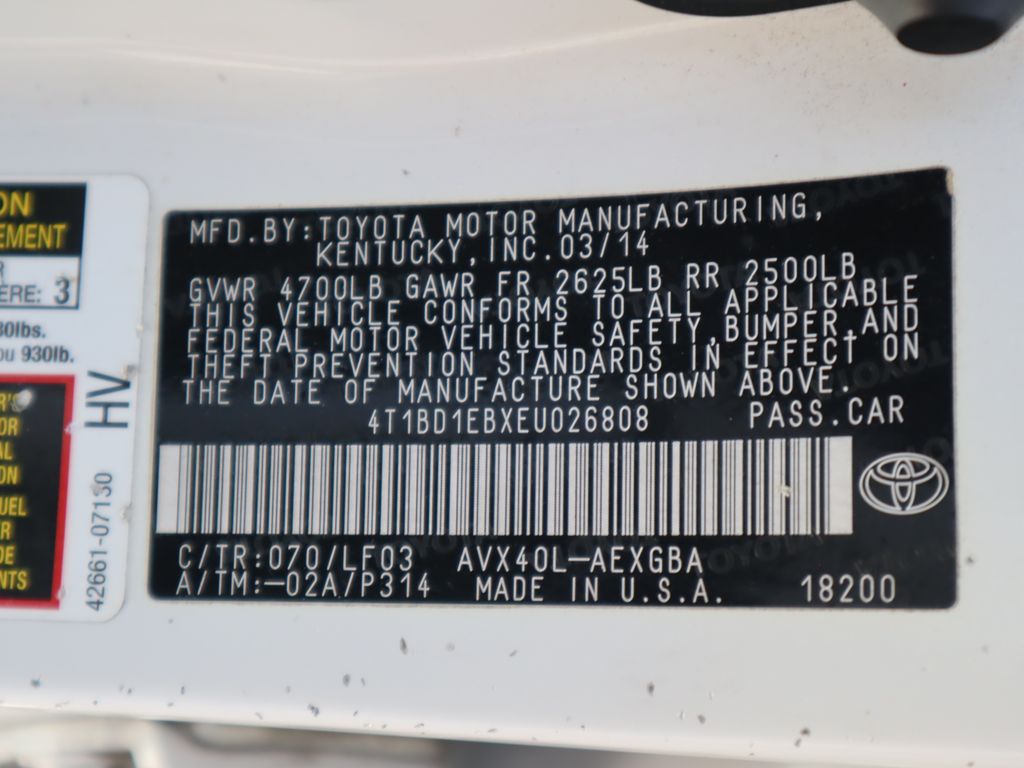 ON
EMENT
ERE: 3
30lbs.
ou 930lb.
HV
42661-07130
R'S
OR
AL
ON
UEL
ER
DE
NTS
MFD.BY:TOYOTA MOTOR MANUFACTURING,
KENTUCKY,INC.03/14
GVWR 4700LB GAWR FR 2625LB RR 2500LB
THIS VEHICLE CONFORMS TO ALL APPLICABLE
FEDERAL MOTOR VEHICLE SAFETY,BUMPER,AND
THEFT PREVENTION STANDARDS IN EFFECT ON
THE DATE OF MANUFACTURE SHOWN ABOVE.
4T1BD1EBXEU026808 PASS.CAR
C/TR:070/LF03 AVX40L-AEXGBA
A/TM:-02A/P314 MADE IN U.S.A. 18200